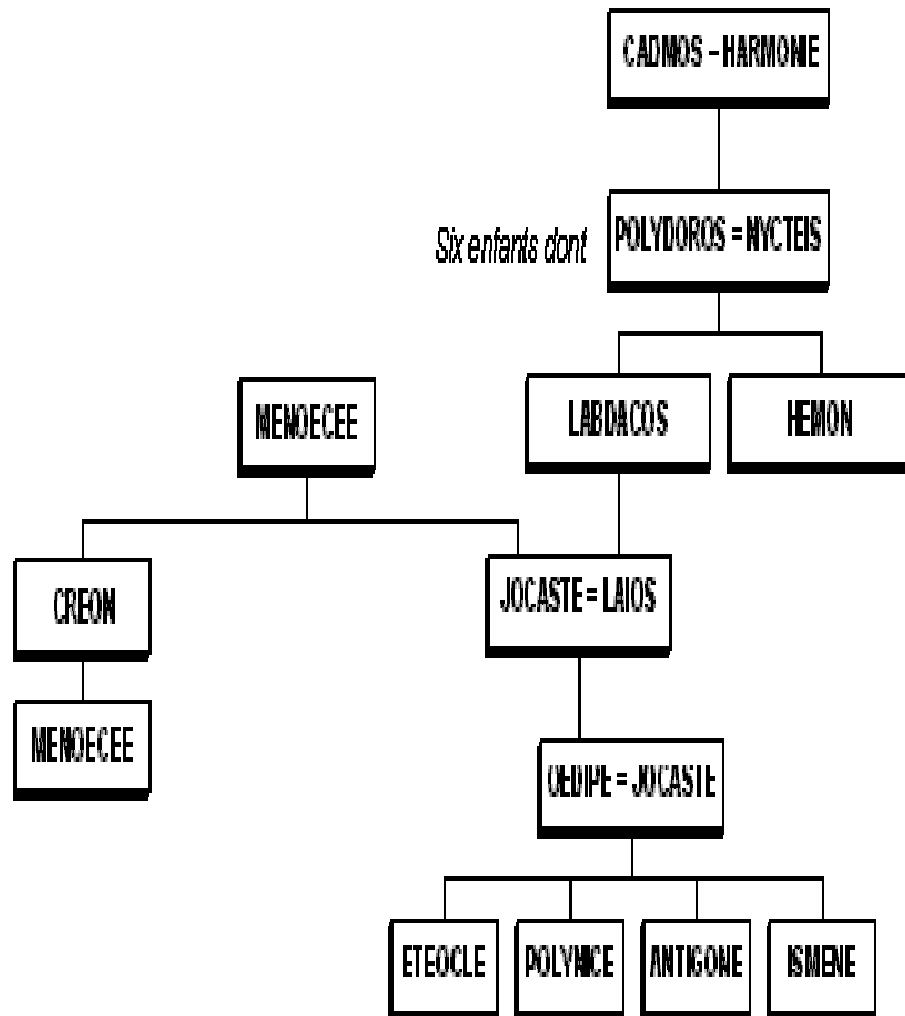 CADMOS – HARMONIE
Six enfants dont
POLYDOROS = NYCTEIS
MENOECEE
LABDACOS
HEMON
CREON
JOCASTE = LAIOS
MENOECEE
OEDIPE = JOCASTE
ETEOCLE
POLYNICE
ANTIGONE
ISMENE